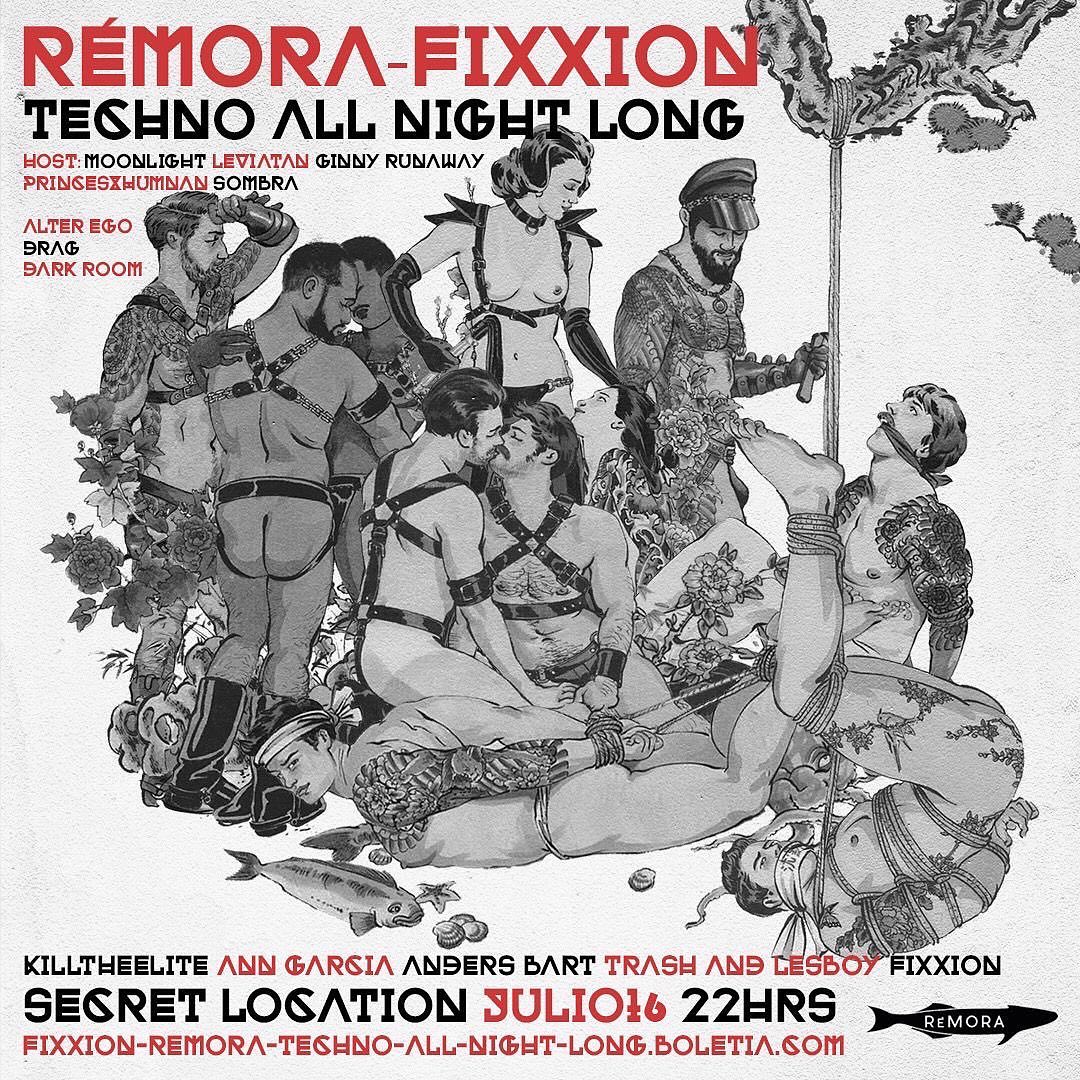 RÉMORA-FIXXION
TECHNO ALL NIGHT LONG
HOST: MOONLIGHT LEVIATAN GINNY RUNAWAY
PRINCESXHUMNAN SOMBRA
ALTER EGO
DRAG
DARK ROOM
KILLTHEELITE ANN GARCIA ANDERS BART TRASH AND LESBOY FIXXION
SECRET LOCATION JULIO16 22HRS
RÉMORA
FIXXION-REMORA-TECHNO-ALL-NIGHT-LONG.BOLETIA.COM